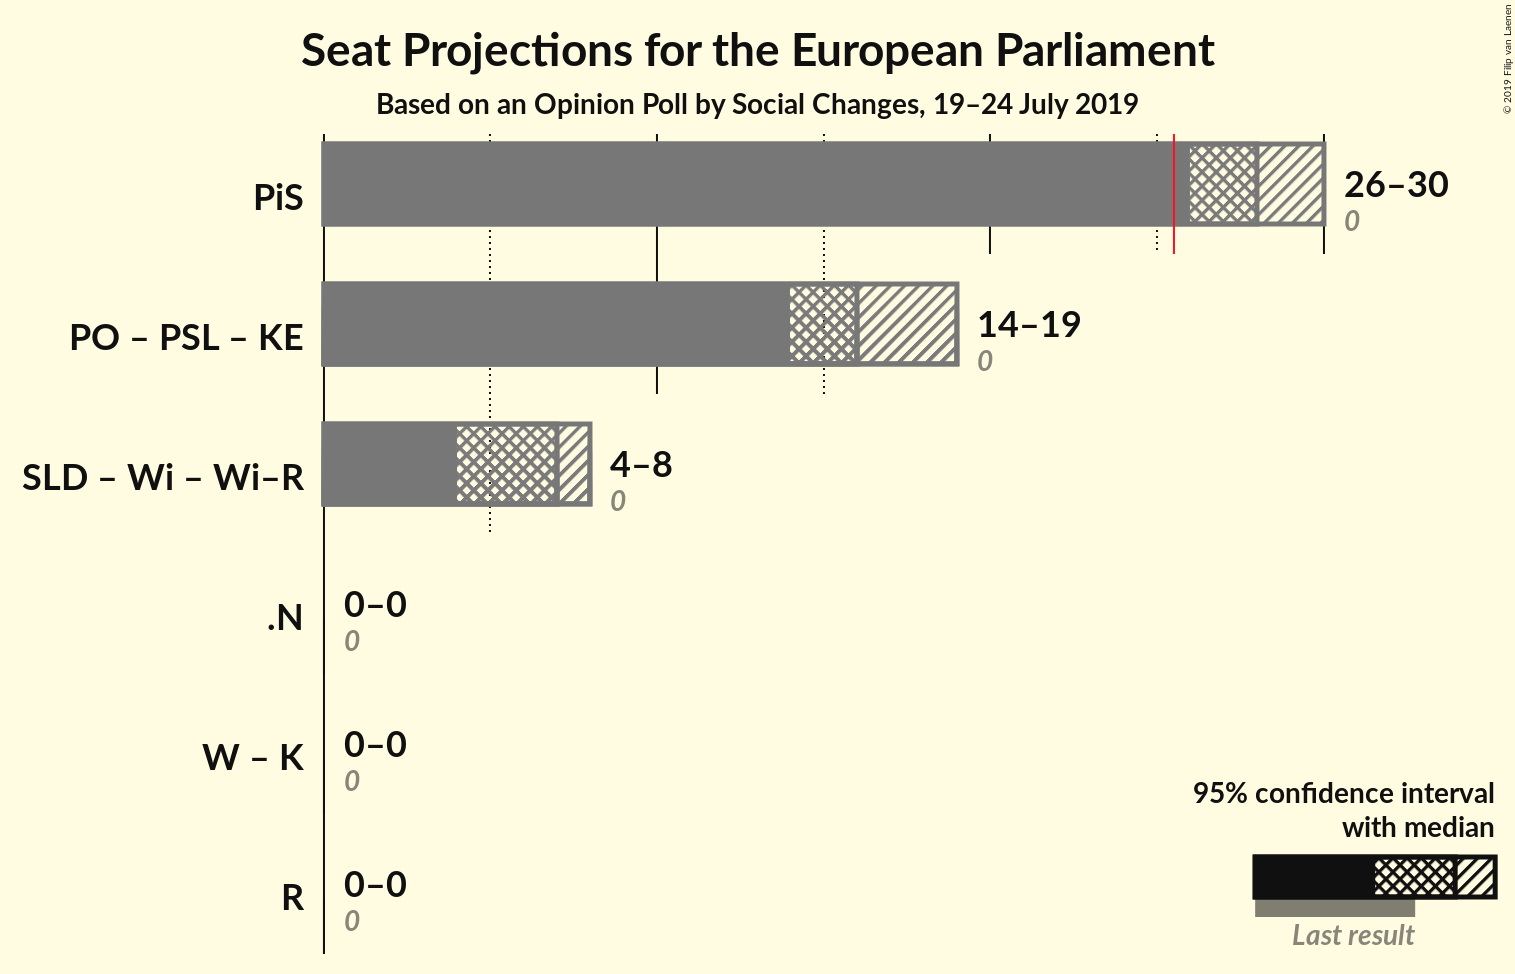 Seat Projections for the European Parliament
Based on an Opinion Poll by Social Changes, 19–24 July 2019
© 2019 Filip van Laenen
PiS
26–30
0
PO – PSL – KE
14–19
0
SLD – Wi – Wi–R
4–8
0
.N
0–0
0
W – K
0–0
0
R
0–0
0
95% confidence interval
with median
Last result